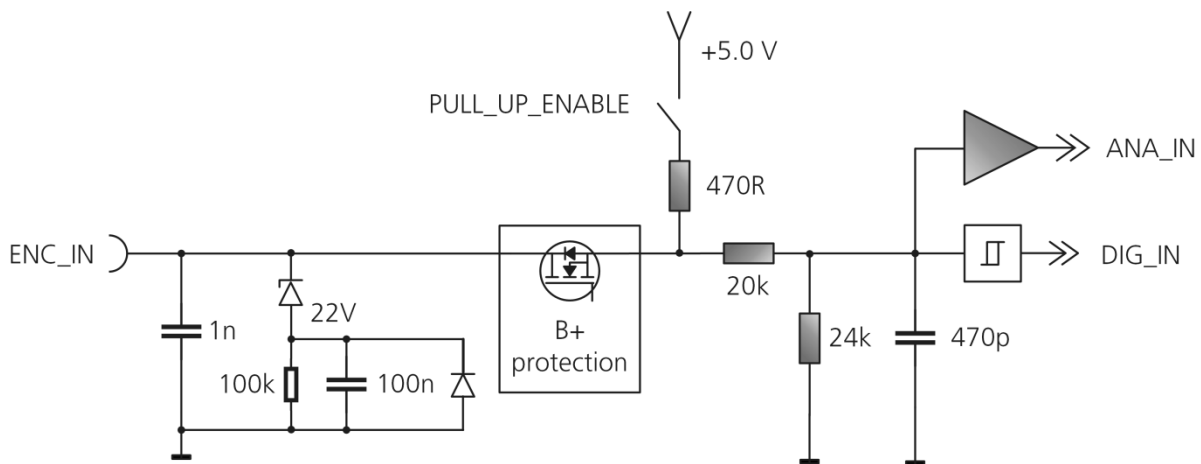 +5.0 V
PULL_UP_ENABLE
470R
ANA_IN
ENC_IN
DIG_IN
20k
22V
1n
B+
protection
24k
470p
100k
100n